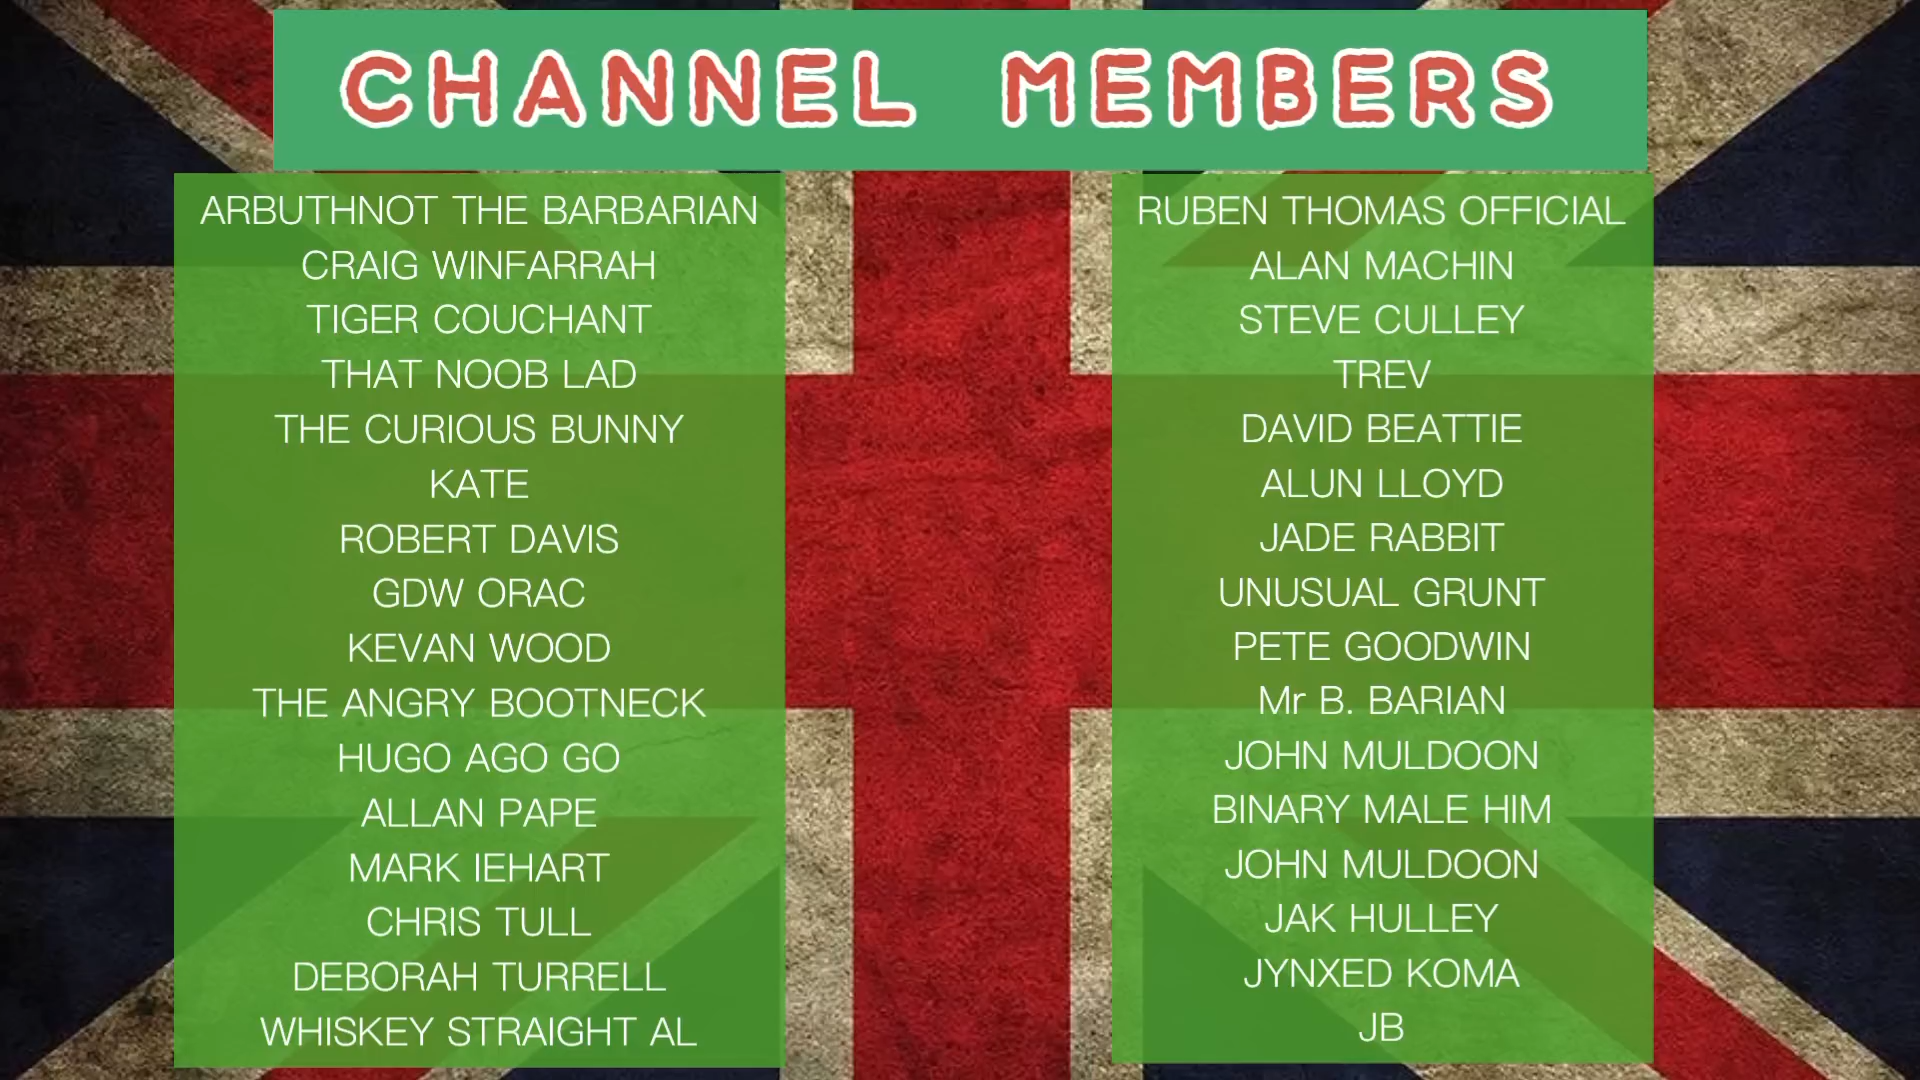 CHANNEL MEMBERS
ARBUTHNOT THE BARBARIAN
CRAIG WINFARRAH
TIGER COUCHANT
THAT NOOB LAD
THE CURIOUS BUNNY
KATE
ROBERT DAVIS
GDW ORAC
KEVAN WOOD
THE ANGRY BOOTNECK
HUGO AGO GO
ALLAN PAPE
MARK IEHART
CHRIS TULL
DEBORAH TURRELL
WHISKEY STRAIGHT AL
RUBEN THOMAS OFFICIAL
ALAN MACHIN
STEVE CULLEY
TREV
DAVID BEATTIE
ALUN LLOYD
JADE RABBIT
UNUSUAL GRUNT
PETE GOODWIN
Mr B. BARIAN
JOHN MULDOON
BINARY MALE HIM
JOHN MULDOON
JAK HULLEY
JYNXED KOMA
JB